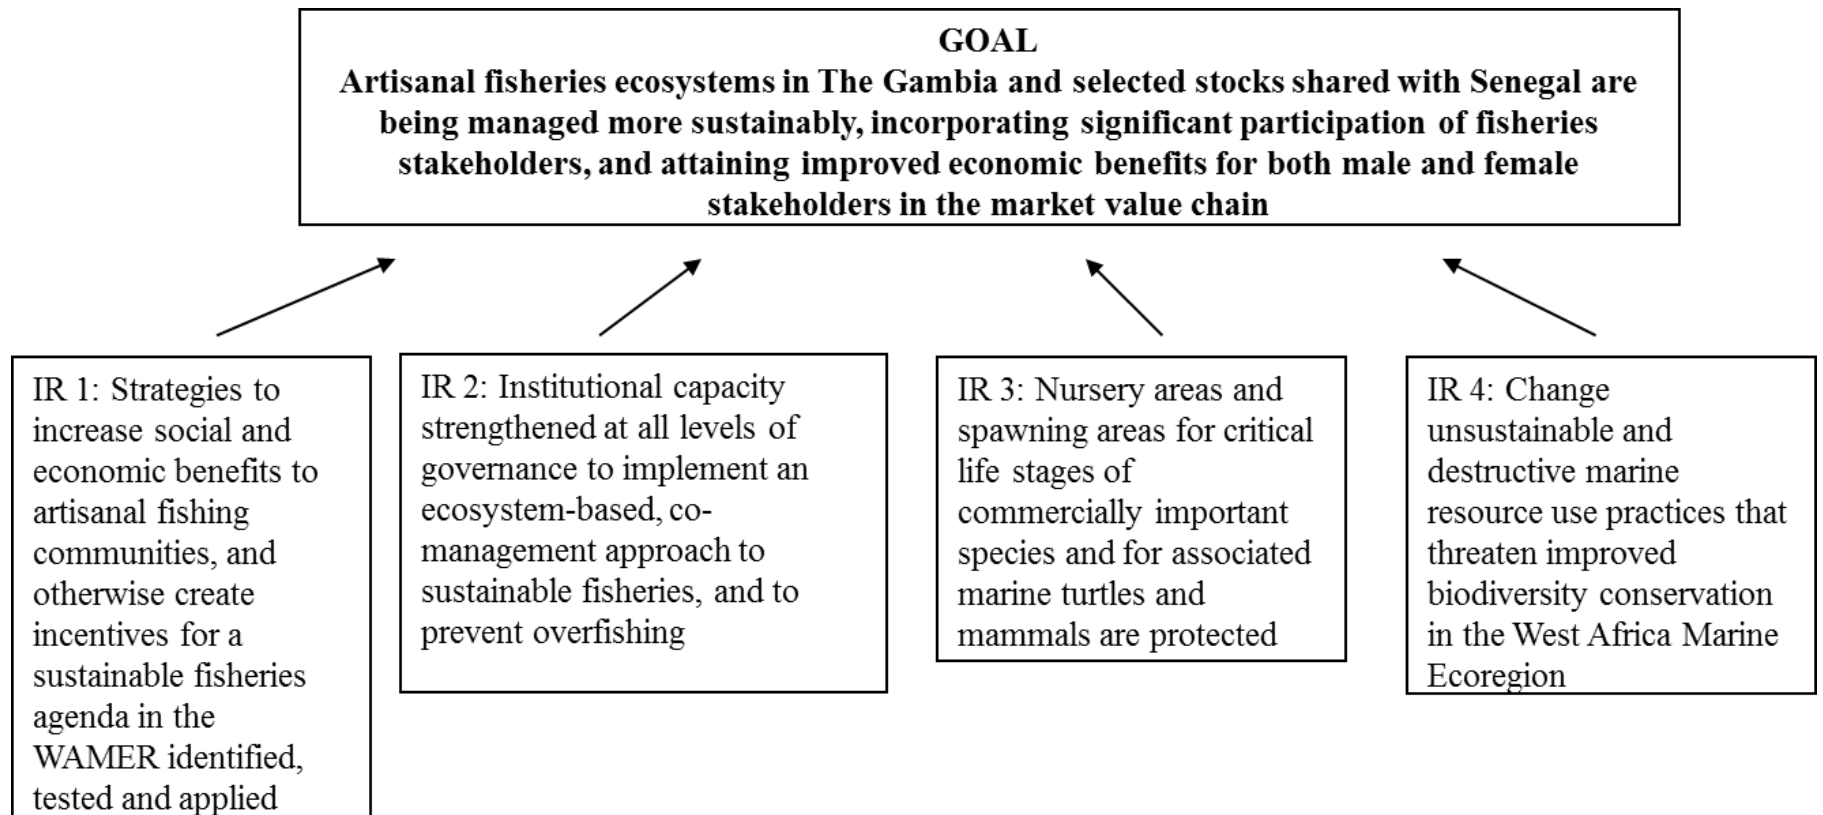 GOAL
Artisanal fisheries ecosystems in The Gambia and selected stocks shared with Senegal are
being managed more sustainably, incorporating significant participation of fisheries
stakeholders, and attaining improved economic benefits for both male and female
stakeholders in the market value chain
IR 1: Strategies to
increase social and
economic benefits to
artisanal fishing
communities, and
otherwise create
incentives for a
sustainable fisheries
agenda in the
WAMER identified,
tested and applied
IR 2: Institutional capacity
strengthened at all levels of
governance to implement an
ecosystem-based, co-
management approach to
sustainable fisheries, and to
prevent overfishing
IR 3: Nursery areas and
spawning areas for critical
life stages of
commercially important
species and for associated
marine turtles and
mammals are protected
IR 4: Change
unsustainable and
destructive marine
resource use practices that
threaten improved
biodiversity conservation
in the West Africa Marine
Ecoregion